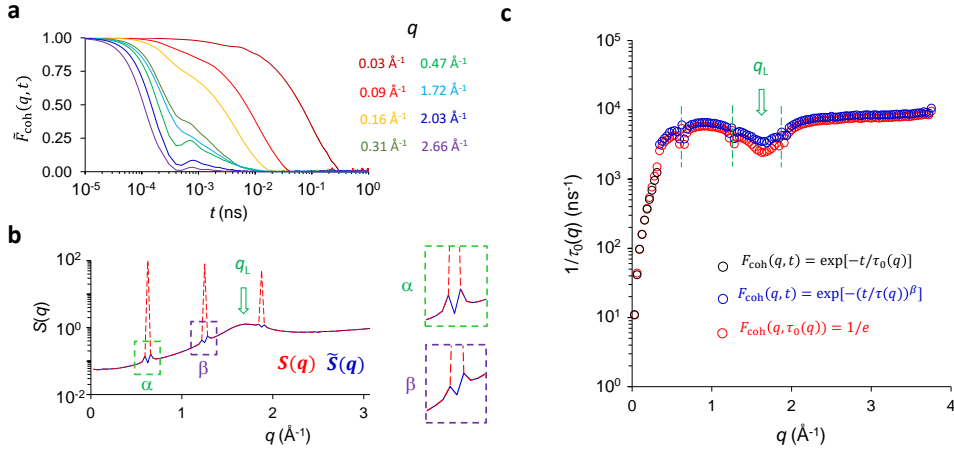 a
q
1.00
0.75
0.50
0.25
0.00
F̃coh(q, t)
0.03 Å-1 0.47 Å-1
0.09 Å-1 1.72 Å-1
0.16 Å-1 2.03 Å-1
0.31 Å-1 2.66 Å-1
10-5 10-4 10-3 10-2 10-1 100
t (ns)
b
102
100
10-2
S(q)
qL
α
β
S(q) S̃(q)
0 1 2 3
q (Å-1)
α
β
c
105
104
103
102
101
100
1/τ0(q) (ns-1)
qL
Fcoh(q, t) = exp[−t/τ0(q)]
Fcoh(q, t) = exp[−(t/τ(q))β]
Fcoh(q, τ0(q)) = 1/e
0 1 2 3 4
q (Å-1)